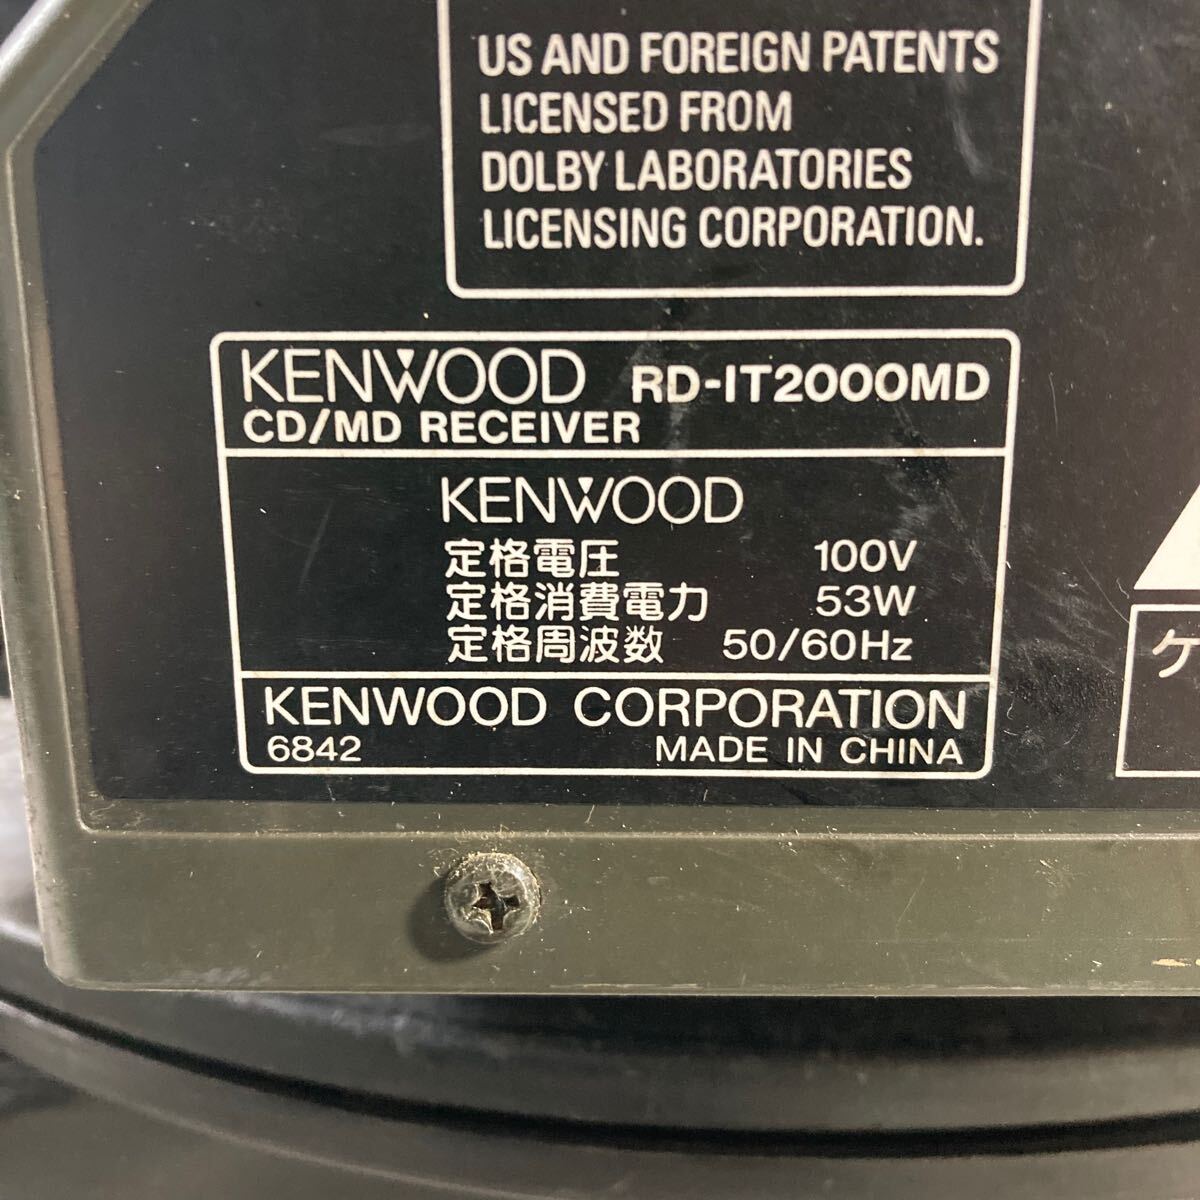 US AND FOREIGN PATENTS
LICENSED FROM
DOLBY LABORATORIES
LICENSING CORPORATION.
KENWOOD RD-IT2000MD
CD/MD RECEIVER
KENWOOD
定格電圧 100V
定格消費電力 53W
定格周波数 50/60Hz
KENWOOD CORPORATION
6842 MADE IN CHINA
ケ